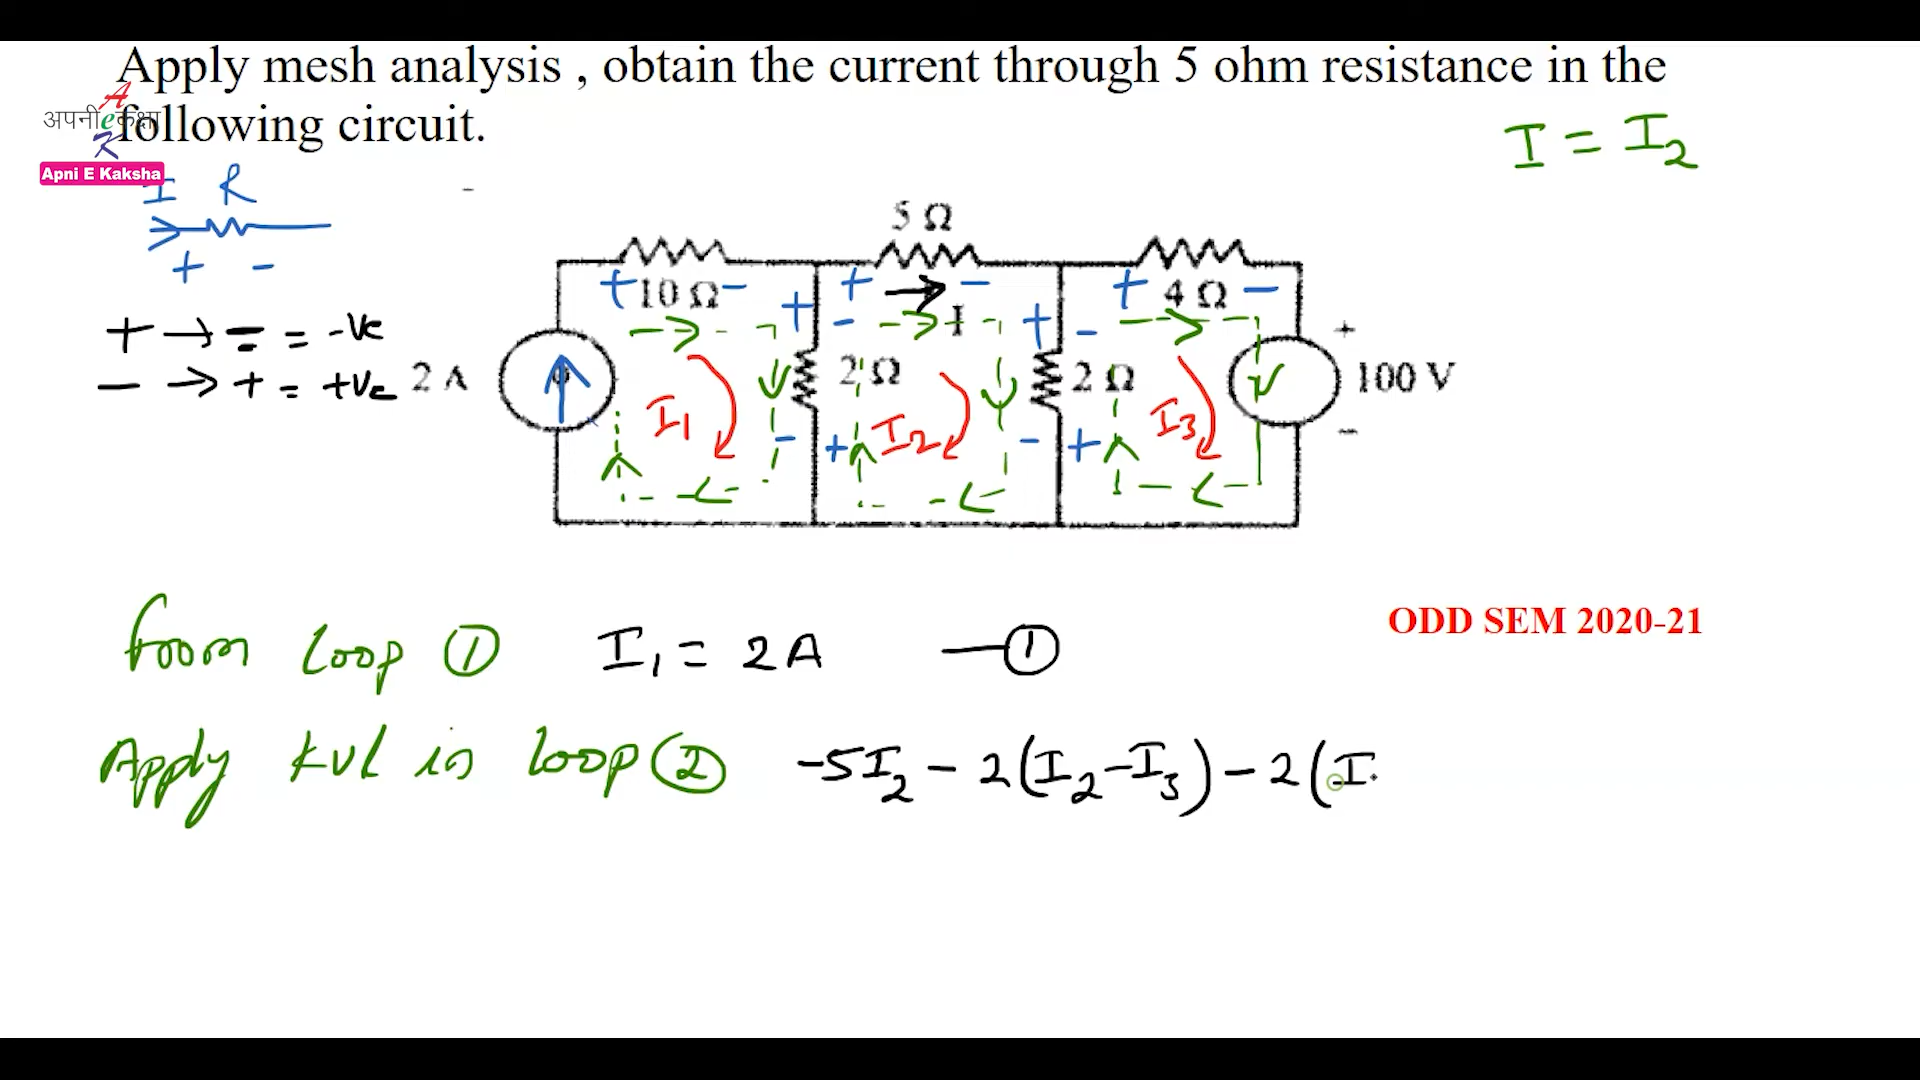 Apply mesh analysis , obtain the current through 5 ohm resistance in the
following circuit.
अपनी e कक्षा
A
K
Apni E Kaksha
I = I₂
I R
+ -
+ → - = -ve
- → + = +ve
5 Ω
+ 10 Ω -
+ - I
+ 4 Ω -
2 A
+ -
2 Ω
- +
+ -
2 Ω
- +
I₁
I₂
I₃
+
100 V
-
from loop ① I₁ = 2A —①
ODD SEM 2020-21
Apply kVL in loop ② -5I₂ - 2(I₂-I₃) - 2(I